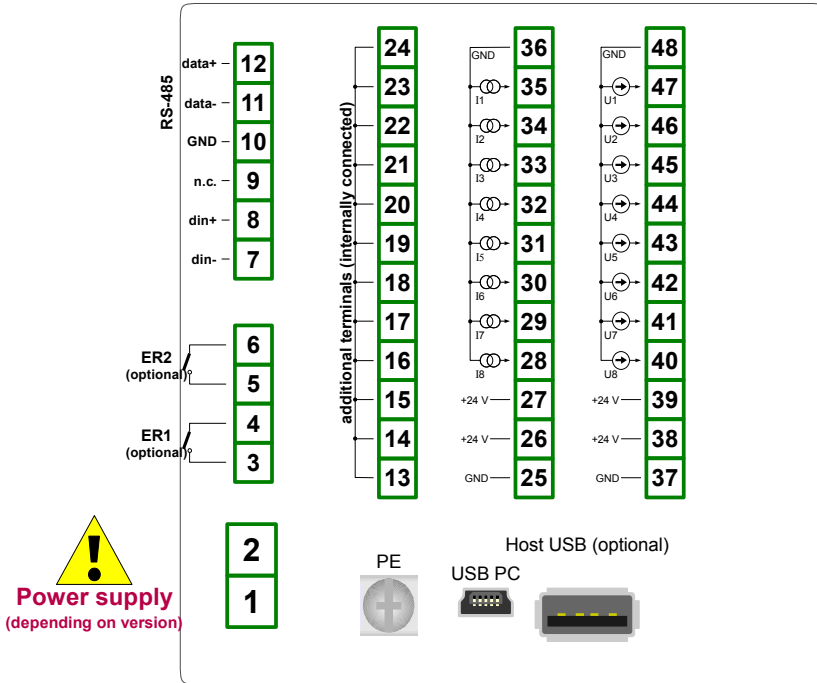 RS-485
data+ 12
data- 11
GND 10
n.c. 9
din+ 8
din- 7
ER2
(optional)
6
5
ER1
(optional)
4
3
2
1
Power supply
(depending on version)
additional terminals (internally connected)
24
23
22
21
20
19
18
17
16
15
14
13
GND 36
I1 35
I2 34
I3 33
I4 32
I5 31
I6 30
I7 29
I8 28
+24 V 27
+24 V 26
GND 25
GND 48
U1 47
U2 46
U3 45
U4 44
U5 43
U6 42
U7 41
U8 40
+24 V 39
+24 V 38
GND 37
PE
USB PC
Host USB (optional)